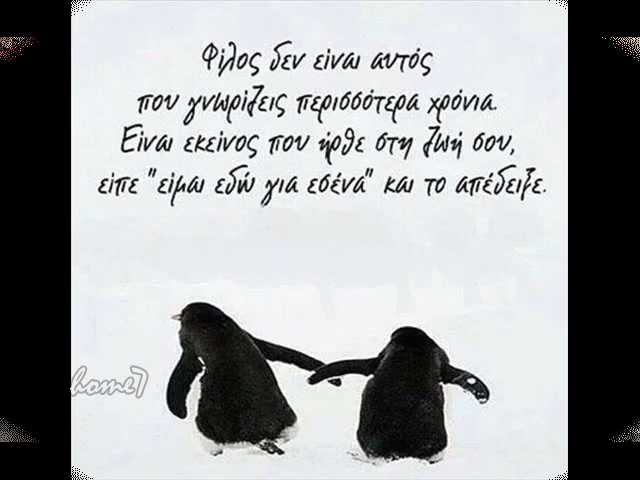 Φίλος δεν είναι αυτός
που γνωρίζεις περισσότερα χρόνια.
Είναι εκείνος που ήρθε στη ζωή σου,
είπε "είμαι εδώ για εσένα" και το απέδειξε.
home7